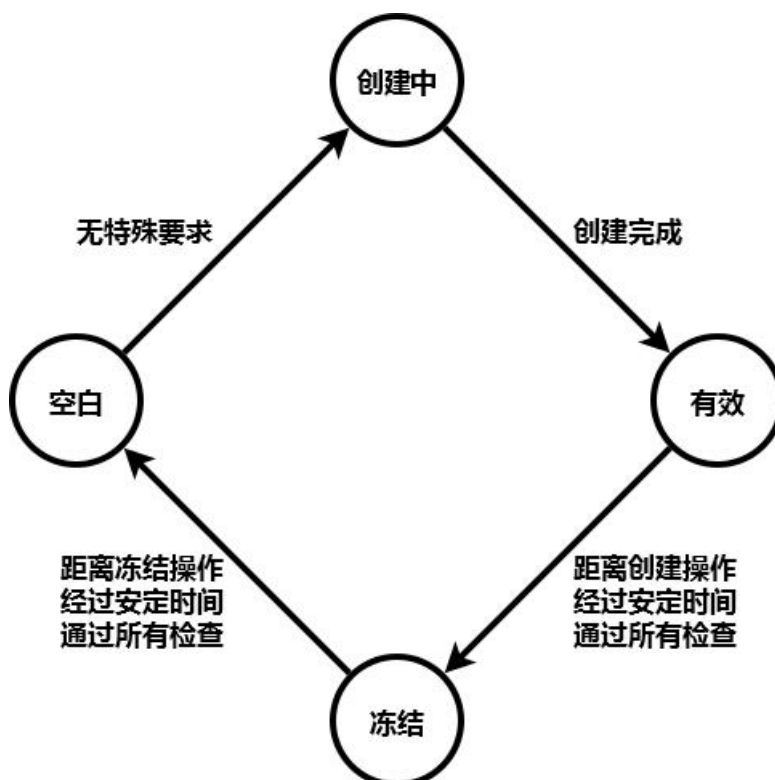 创建中
无特殊要求
创建完成
空白
有效
距离冻结操作
经过安定时间
通过所有检查
距离创建操作
经过安定时间
通过所有检查
冻结